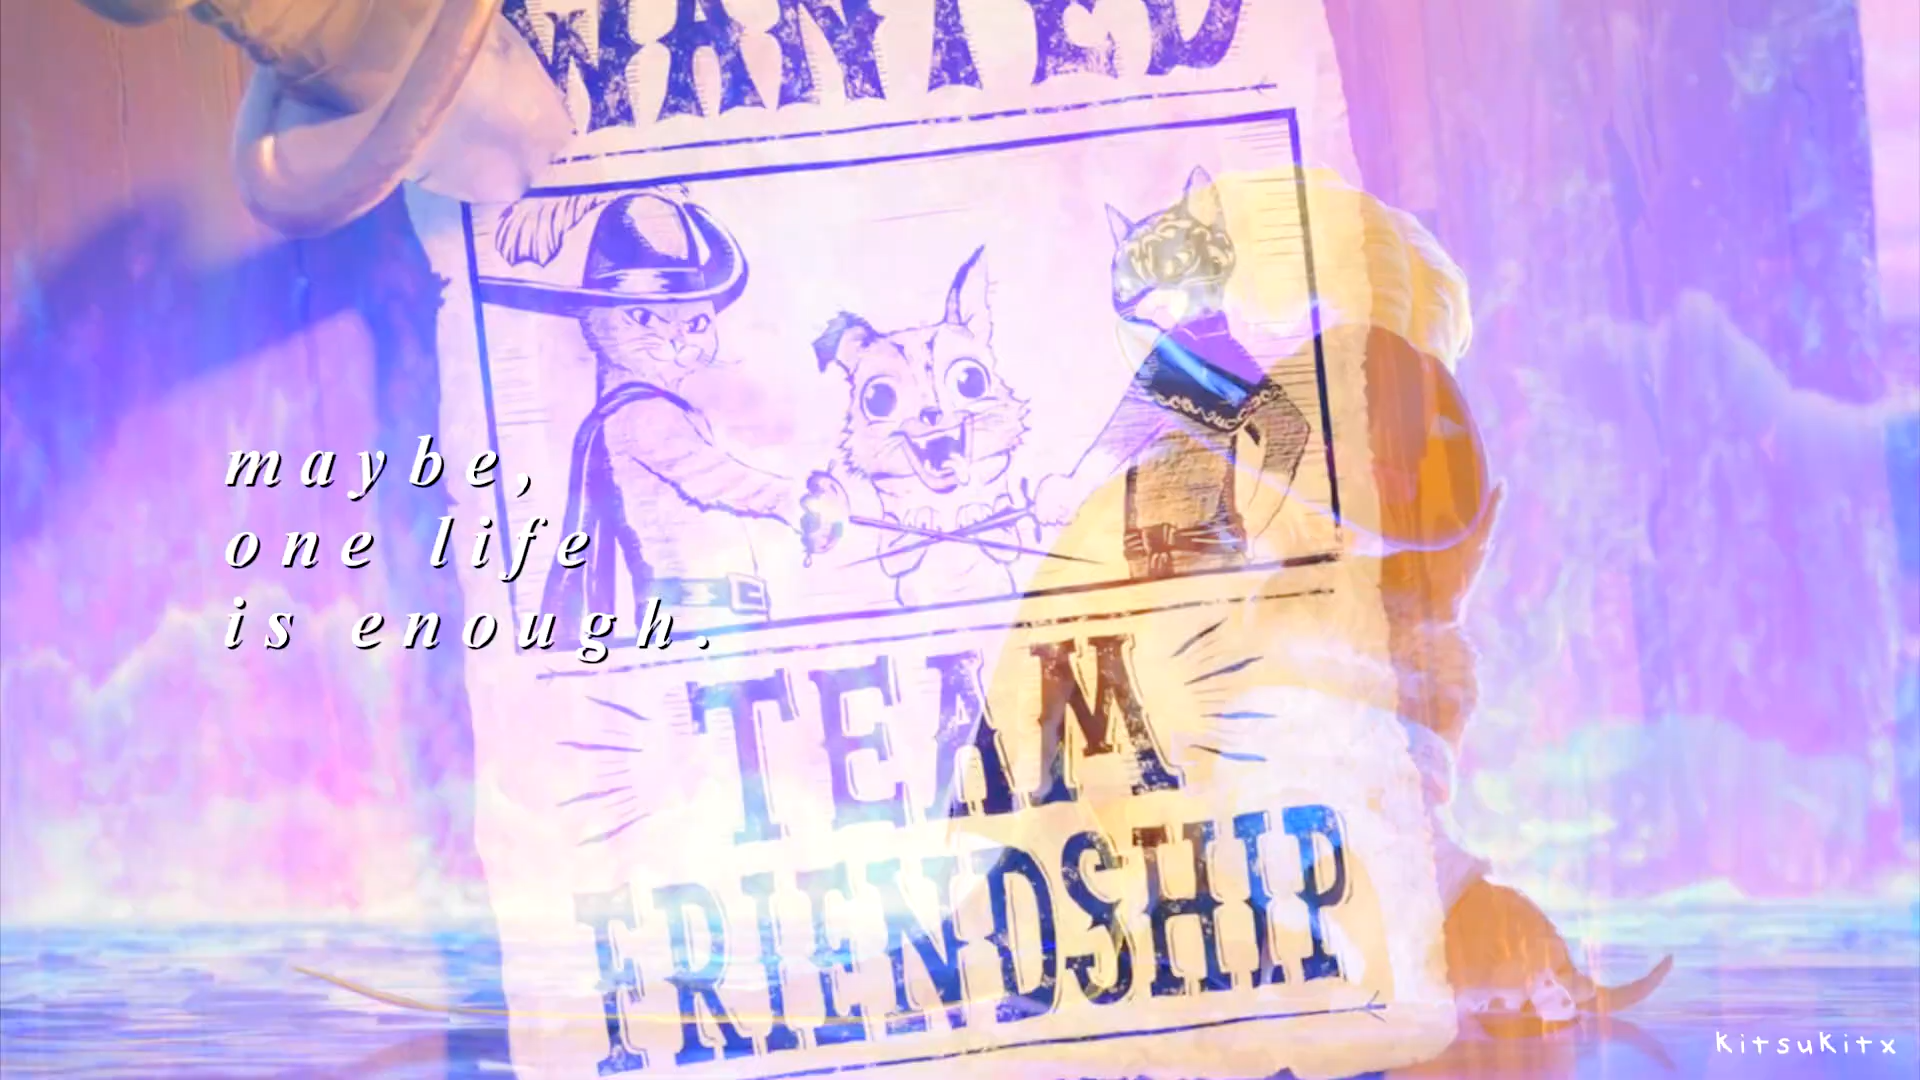 WANTED
maybe,
one life
is enough.
TEAM
FRIENDSHIP
kitsukitx